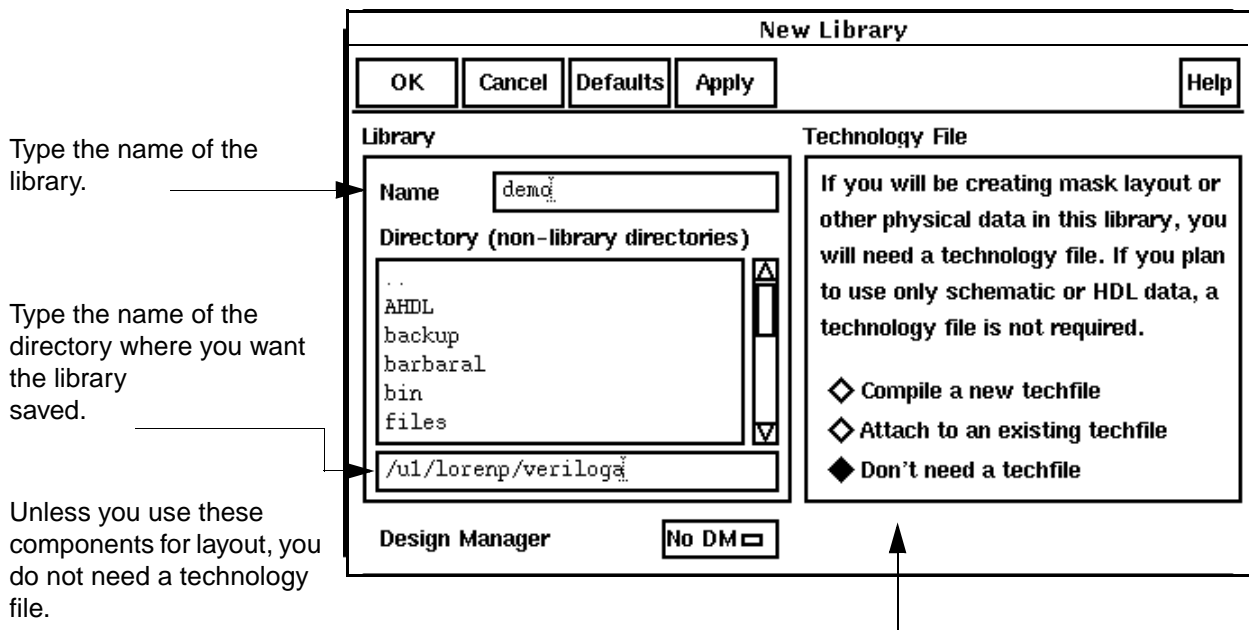 New Library
OK Cancel Defaults Apply Help
Type the name of the
library.
Library
Name demo
Directory (non-library directories)
..
AHDL
backup
barbaral
bin
files
Type the name of the
directory where you want
the library
saved.
/u1/lorenp/veriloga
Unless you use these
components for layout, you
do not need a technology
file.
Design Manager No DM
Technology File
If you will be creating mask layout or
other physical data in this library, you
will need a technology file. If you plan
to use only schematic or HDL data, a
technology file is not required.
Compile a new techfile
Attach to an existing techfile
Don't need a techfile